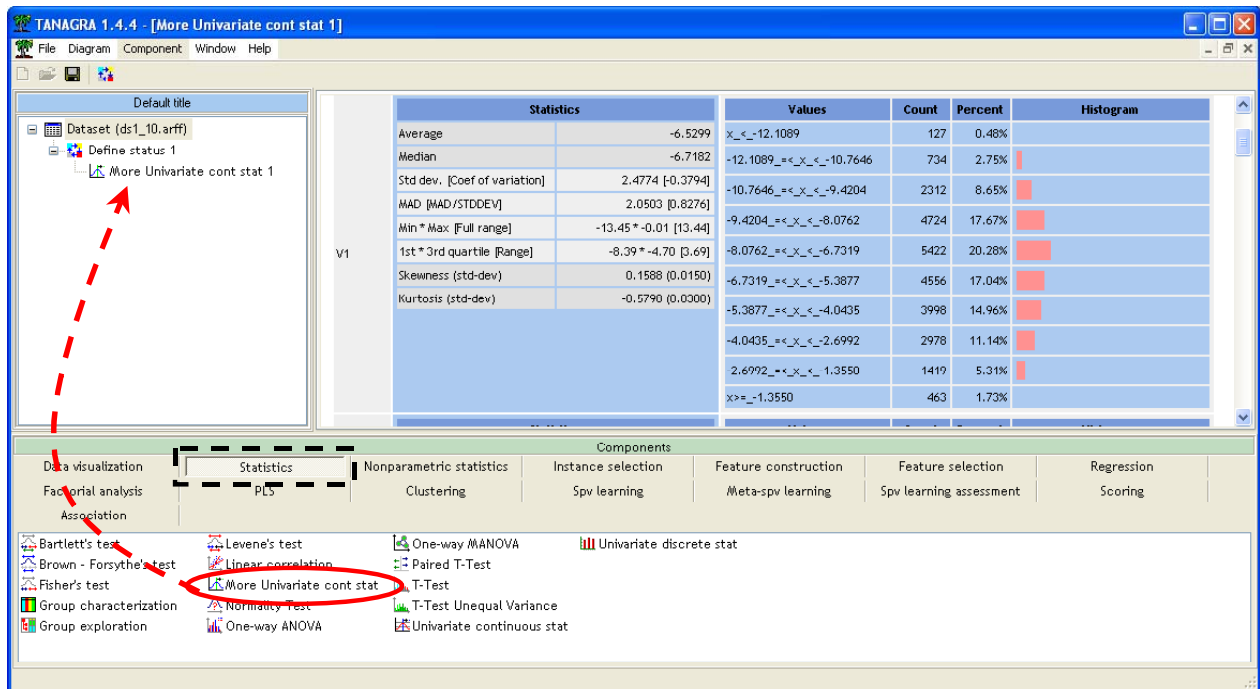 TANAGRA 1.4.4 - [More Univariate cont stat 1]
File Diagram Component Window Help
Default title
Dataset (ds1_10.arff)
Define status 1
More Univariate cont stat 1
V1
Statistics
Average -6.5299
Median -6.7182
Std dev. [Coef of variation] 2.4774 [-0.3794]
MAD [MAD/STDDEV] 2.0503 [0.8276]
Min * Max [Full range] -13.45 * -0.01 [13.44]
1st * 3rd quartile [Range] -8.39 * -4.70 [3.69]
Skewness (std-dev) 0.1588 (0.0150)
Kurtosis (std-dev) -0.5790 (0.0300)
Values Count Percent Histogram
x_<_-12.1089 127 0.48%
-12.1089_=<_x_<_-10.7646 734 2.75%
-10.7646_=<_x_<_-9.4204 2312 8.65%
-9.4204_=<_x_<_-8.0762 4724 17.67%
-8.0762_=<_x_<_-6.7319 5422 20.28%
-6.7319_=<_x_<_-5.3877 4556 17.04%
-5.3877_=<_x_<_-4.0435 3998 14.96%
-4.0435_=<_x_<_-2.6992 2978 11.14%
2.6992_=<_x_<_ 1.3550 1419 5.31%
x>=_-1.3550 463 1.73%
Components
Data visualization Statistics Nonparametric statistics Instance selection Feature construction Feature selection Regression
Factorial analysis PLS Clustering Spv learning Meta-spv learning Spv learning assessment Scoring
Association
Bartlett's test Levene's test One-way MANOVA Univariate discrete stat
Brown - Forsythe's test Linear correlation Paired T-Test
Fisher's test More Univariate cont stat T-Test
Group characterization Normality Test T-Test Unequal Variance
Group exploration One-way ANOVA Univariate continuous stat